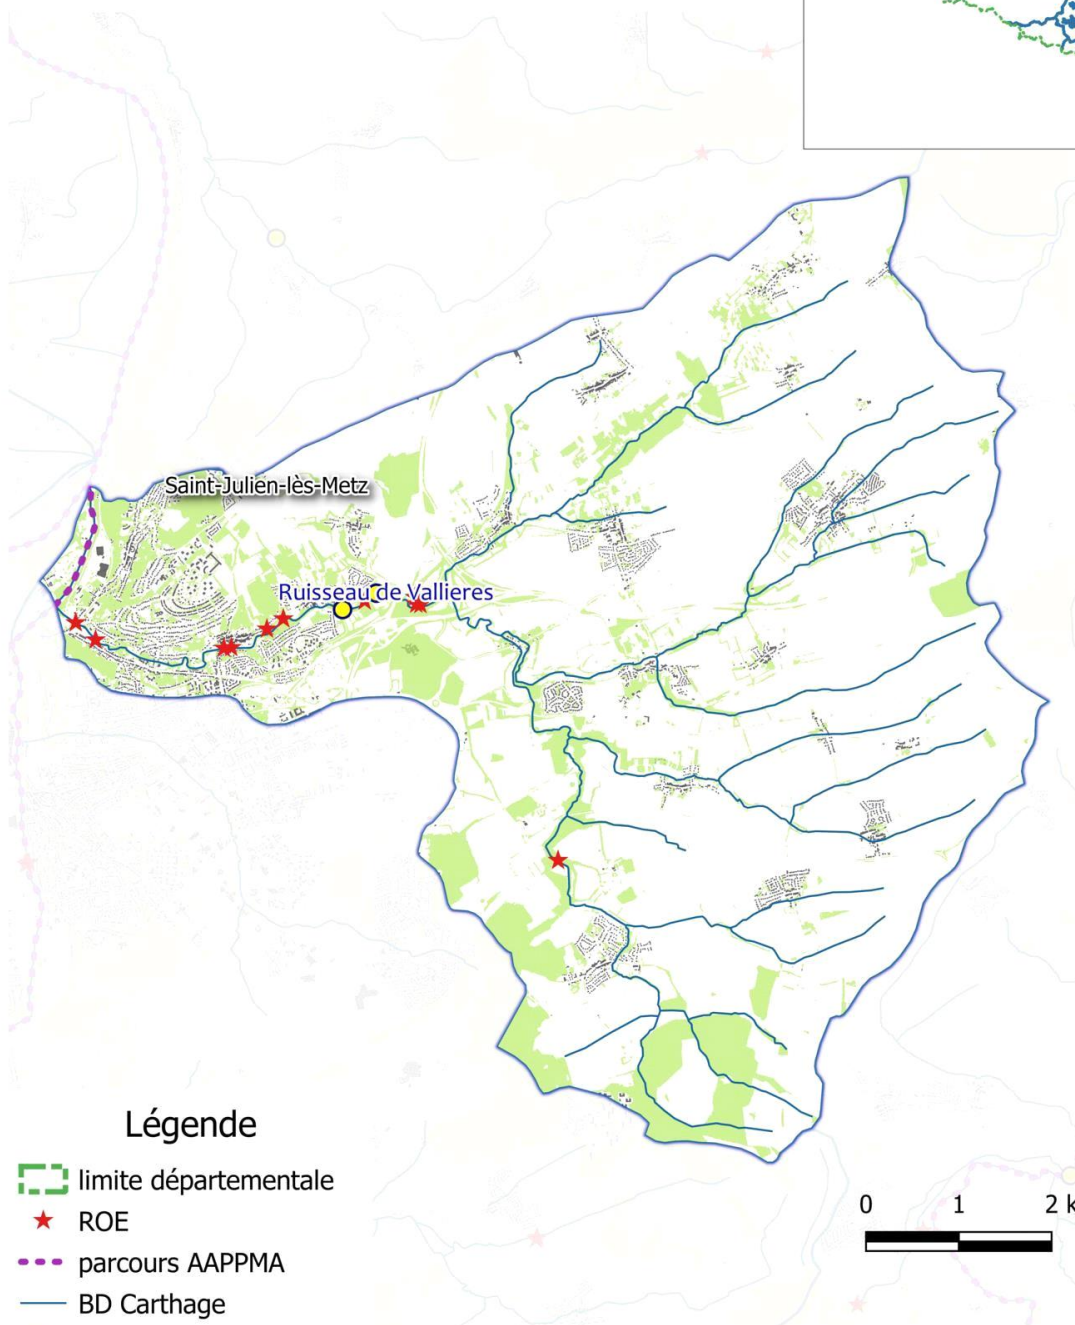 Saint-Julien-lès-Metz
Ruisseau de Vallieres
Légende
limite départementale
ROE
parcours AAPPMA
BD Carthage
0 1 2 k